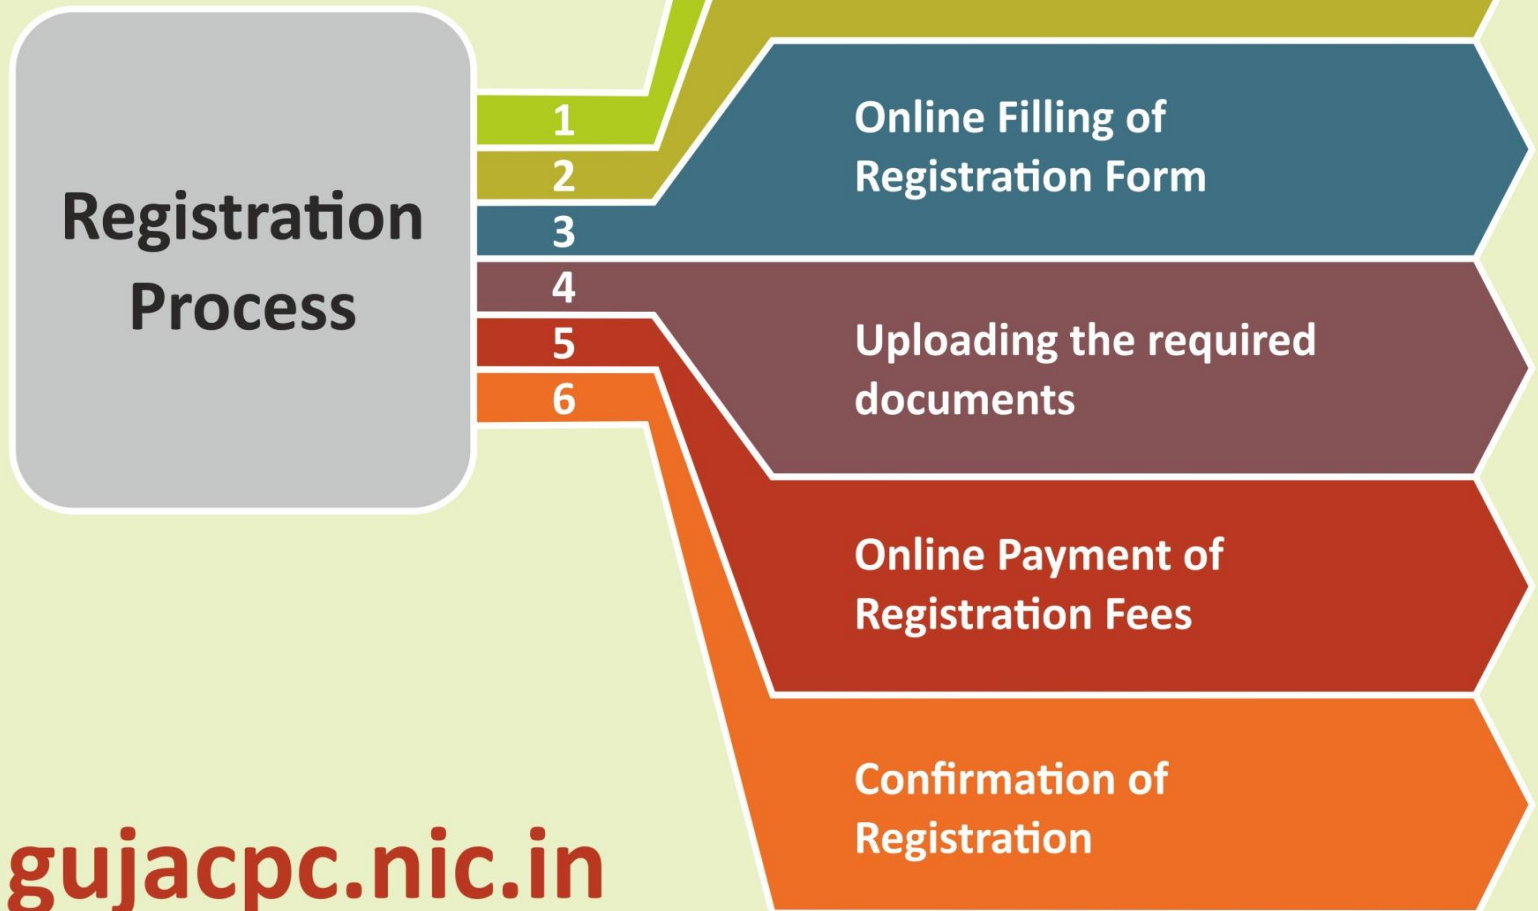 Registration
Process
1
2
3
4
5
6
Online Filling of
Registration Form
Uploading the required
documents
Online Payment of
Registration Fees
Confirmation of
Registration
gujacpc.nic.in